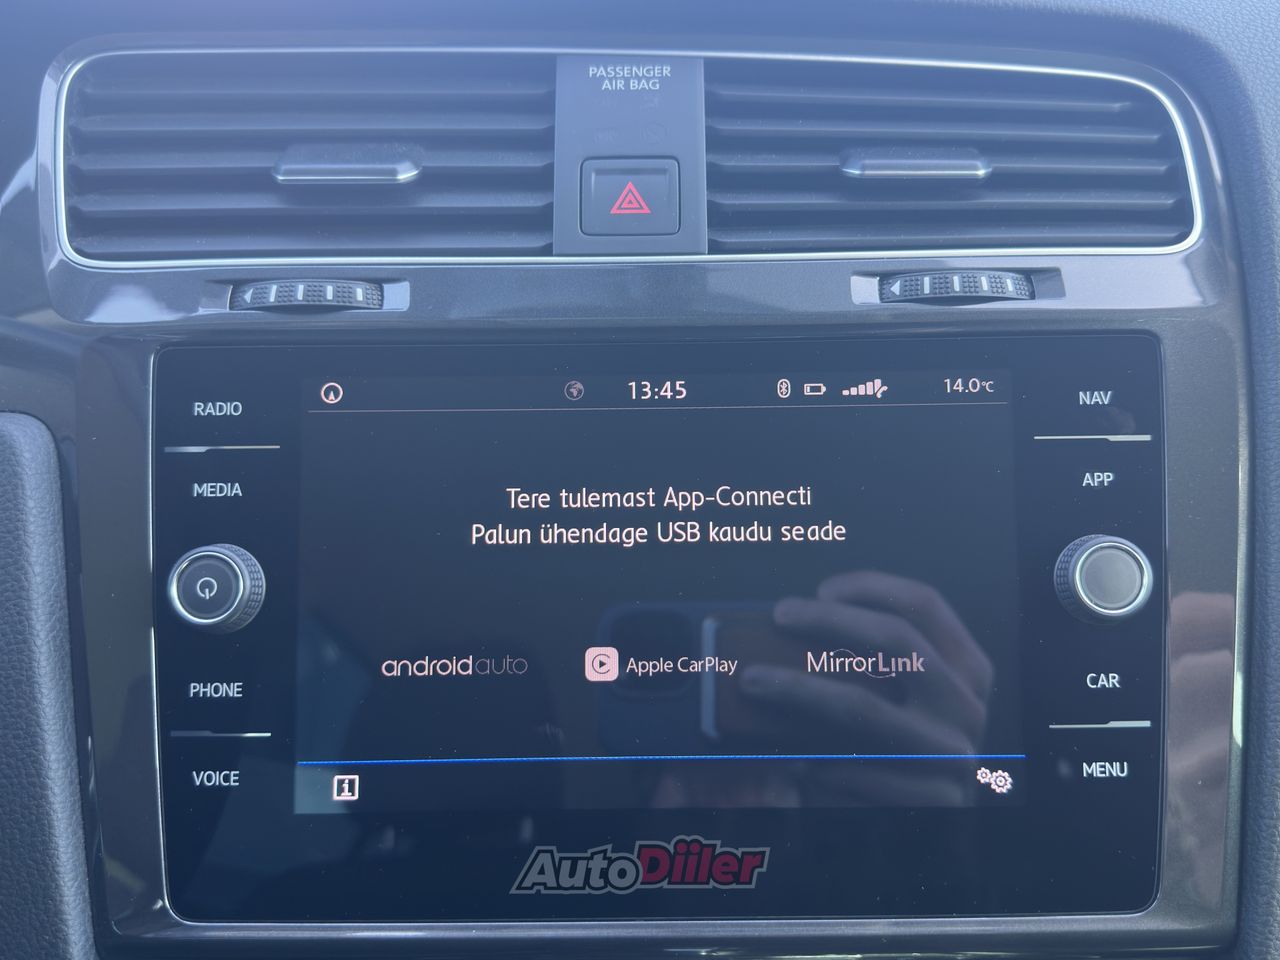 PASSENGER
AIR BAG
13:45
14.0°C
RADIO
MEDIA
PHONE
VOICE
NAV
APP
CAR
MENU
Tere tulemast App-Connecti
Palun ühendage USB kaudu seade
androidauto
Apple CarPlay
MirrorLink
i
AutoDiiler